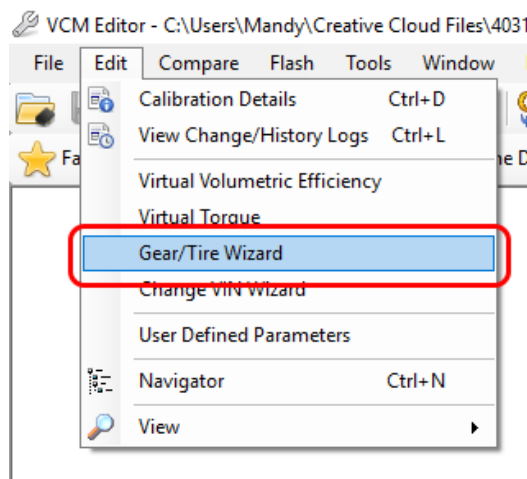 VCM Editor - C:\Users\Mandy\Creative Cloud Files\4031
File Edit Compare Flash Tools Window
Calibration Details Ctrl+D
View Change/History Logs Ctrl+L
Fa
Virtual Volumetric Efficiency
Virtual Torque
Gear/Tire Wizard
Change VIN Wizard
User Defined Parameters
Navigator Ctrl+N
View